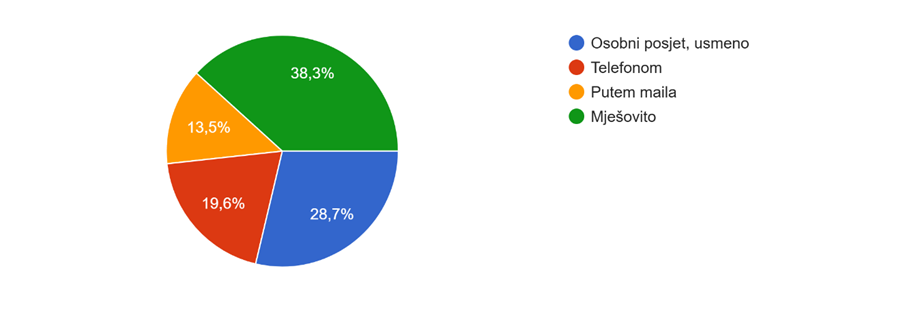 38,3%
13,5%
19,6%
28,7%
Osobni posjet, usmeno
Telefonom
Putem maila
Mješovito